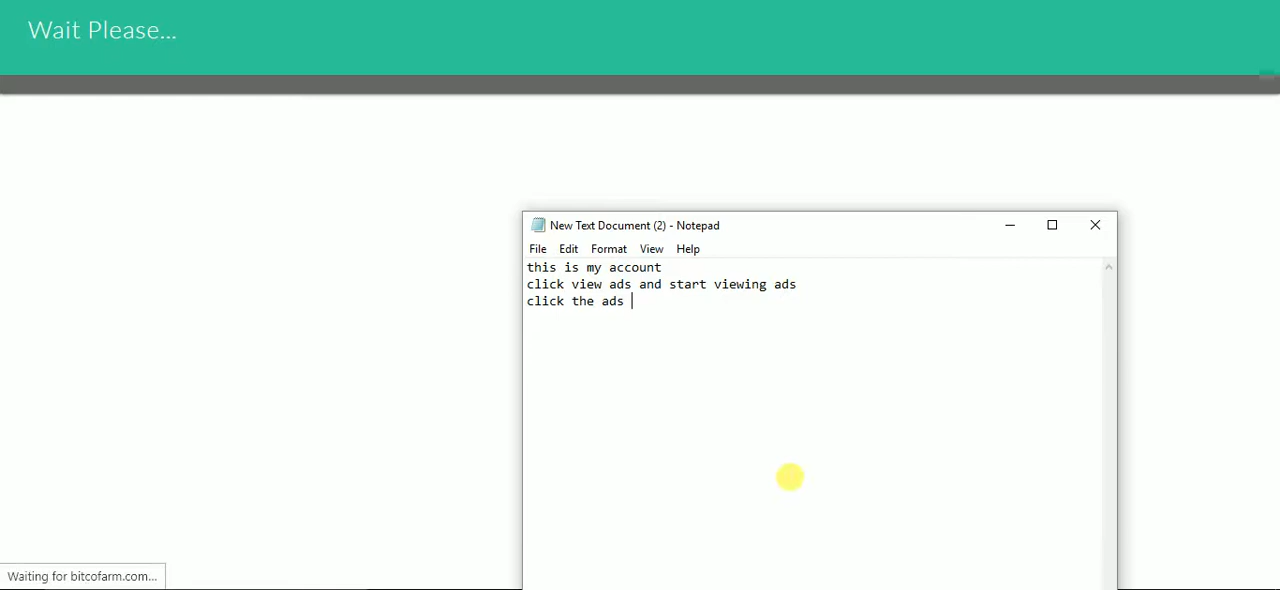 Wait Please...
New Text Document (2) - Notepad
File Edit Format View Help
this is my account
click view ads and start viewing ads
click the ads
Waiting for bitcofarm.com...